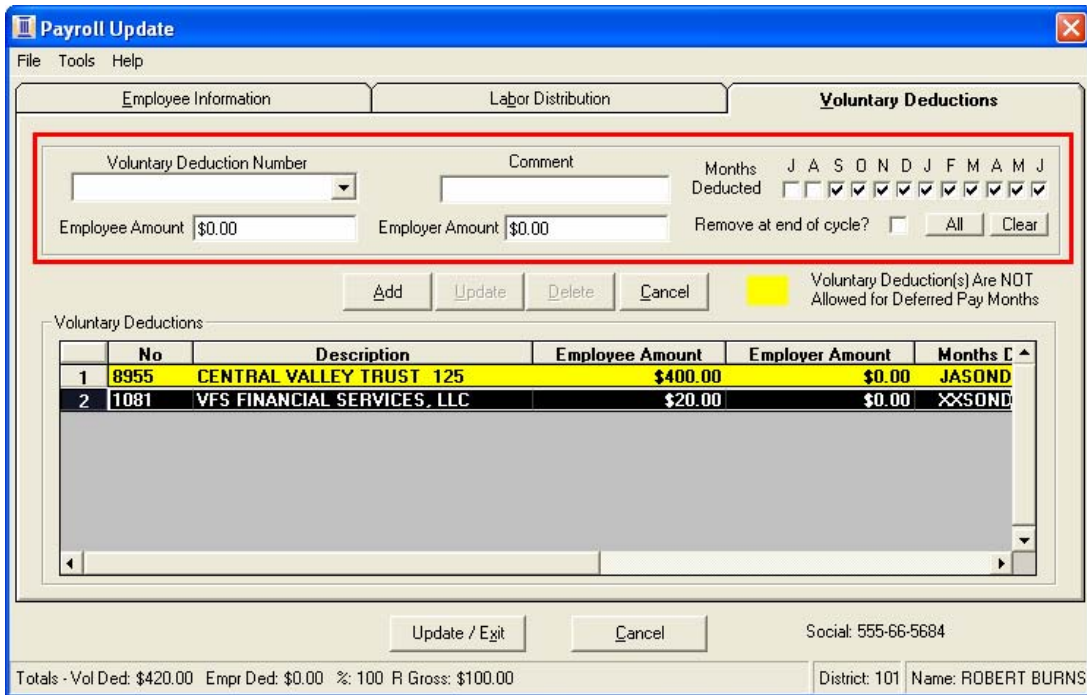 Payroll Update
File Tools Help
Employee Information Labor Distribution Voluntary Deductions
Voluntary Deduction Number Comment
Months Deducted J A S O N D J F M A M J
Employee Amount $0.00 Employer Amount $0.00 Remove at end of cycle? All Clear
Add Update Delete Cancel
Voluntary Deduction(s) Are NOT
Allowed for Deferred Pay Months
Voluntary Deductions
No Description Employee Amount Employer Amount Months D
1 8955 CENTRAL VALLEY TRUST 125 $400.00 $0.00 JASOND
2 1081 VFS FINANCIAL SERVICES, LLC $20.00 $0.00 XXSOND
Update / Exit Cancel Social: 555-66-5684
Totals - Vol Ded: $420.00 Empr Ded: $0.00 %: 100 R Gross: $100.00 District: 101 Name: ROBERT BURNS